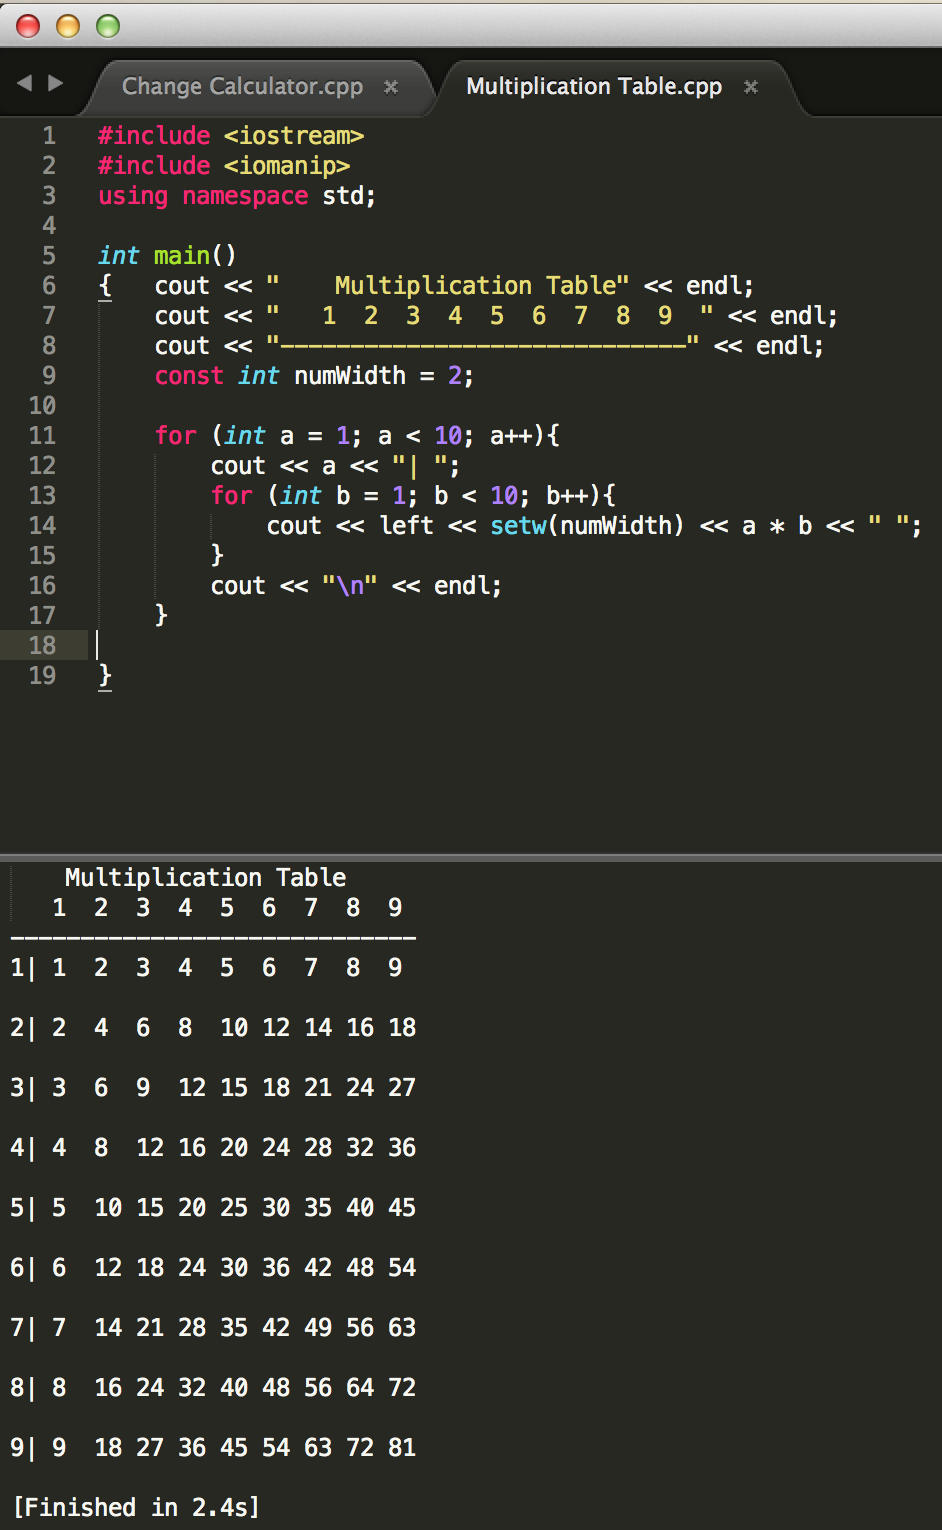 Change Calculator.cpp × Multiplication Table.cpp ×
1 #include <iostream>
2 #include <iomanip>
3 using namespace std;
4
5 int main()
6 {   cout << "    Multiplication Table" << endl;
7     cout << "   1  2  3  4  5  6  7  8  9  " << endl;
8     cout << "-----------------------------" << endl;
9     const int numWidth = 2;
10
11     for (int a = 1; a < 10; a++){
12         cout << a << "| ";
13         for (int b = 1; b < 10; b++){
14             cout << left << setw(numWidth) << a * b << " ";
15         }
16         cout << "\n" << endl;
17     }
18
19 }
    Multiplication Table
   1  2  3  4  5  6  7  8  9
-----------------------------
1| 1  2  3  4  5  6  7  8  9
2| 2  4  6  8  10 12 14 16 18
3| 3  6  9  12 15 18 21 24 27
4| 4  8  12 16 20 24 28 32 36
5| 5  10 15 20 25 30 35 40 45
6| 6  12 18 24 30 36 42 48 54
7| 7  14 21 28 35 42 49 56 63
8| 8  16 24 32 40 48 56 64 72
9| 9  18 27 36 45 54 63 72 81
[Finished in 2.4s]